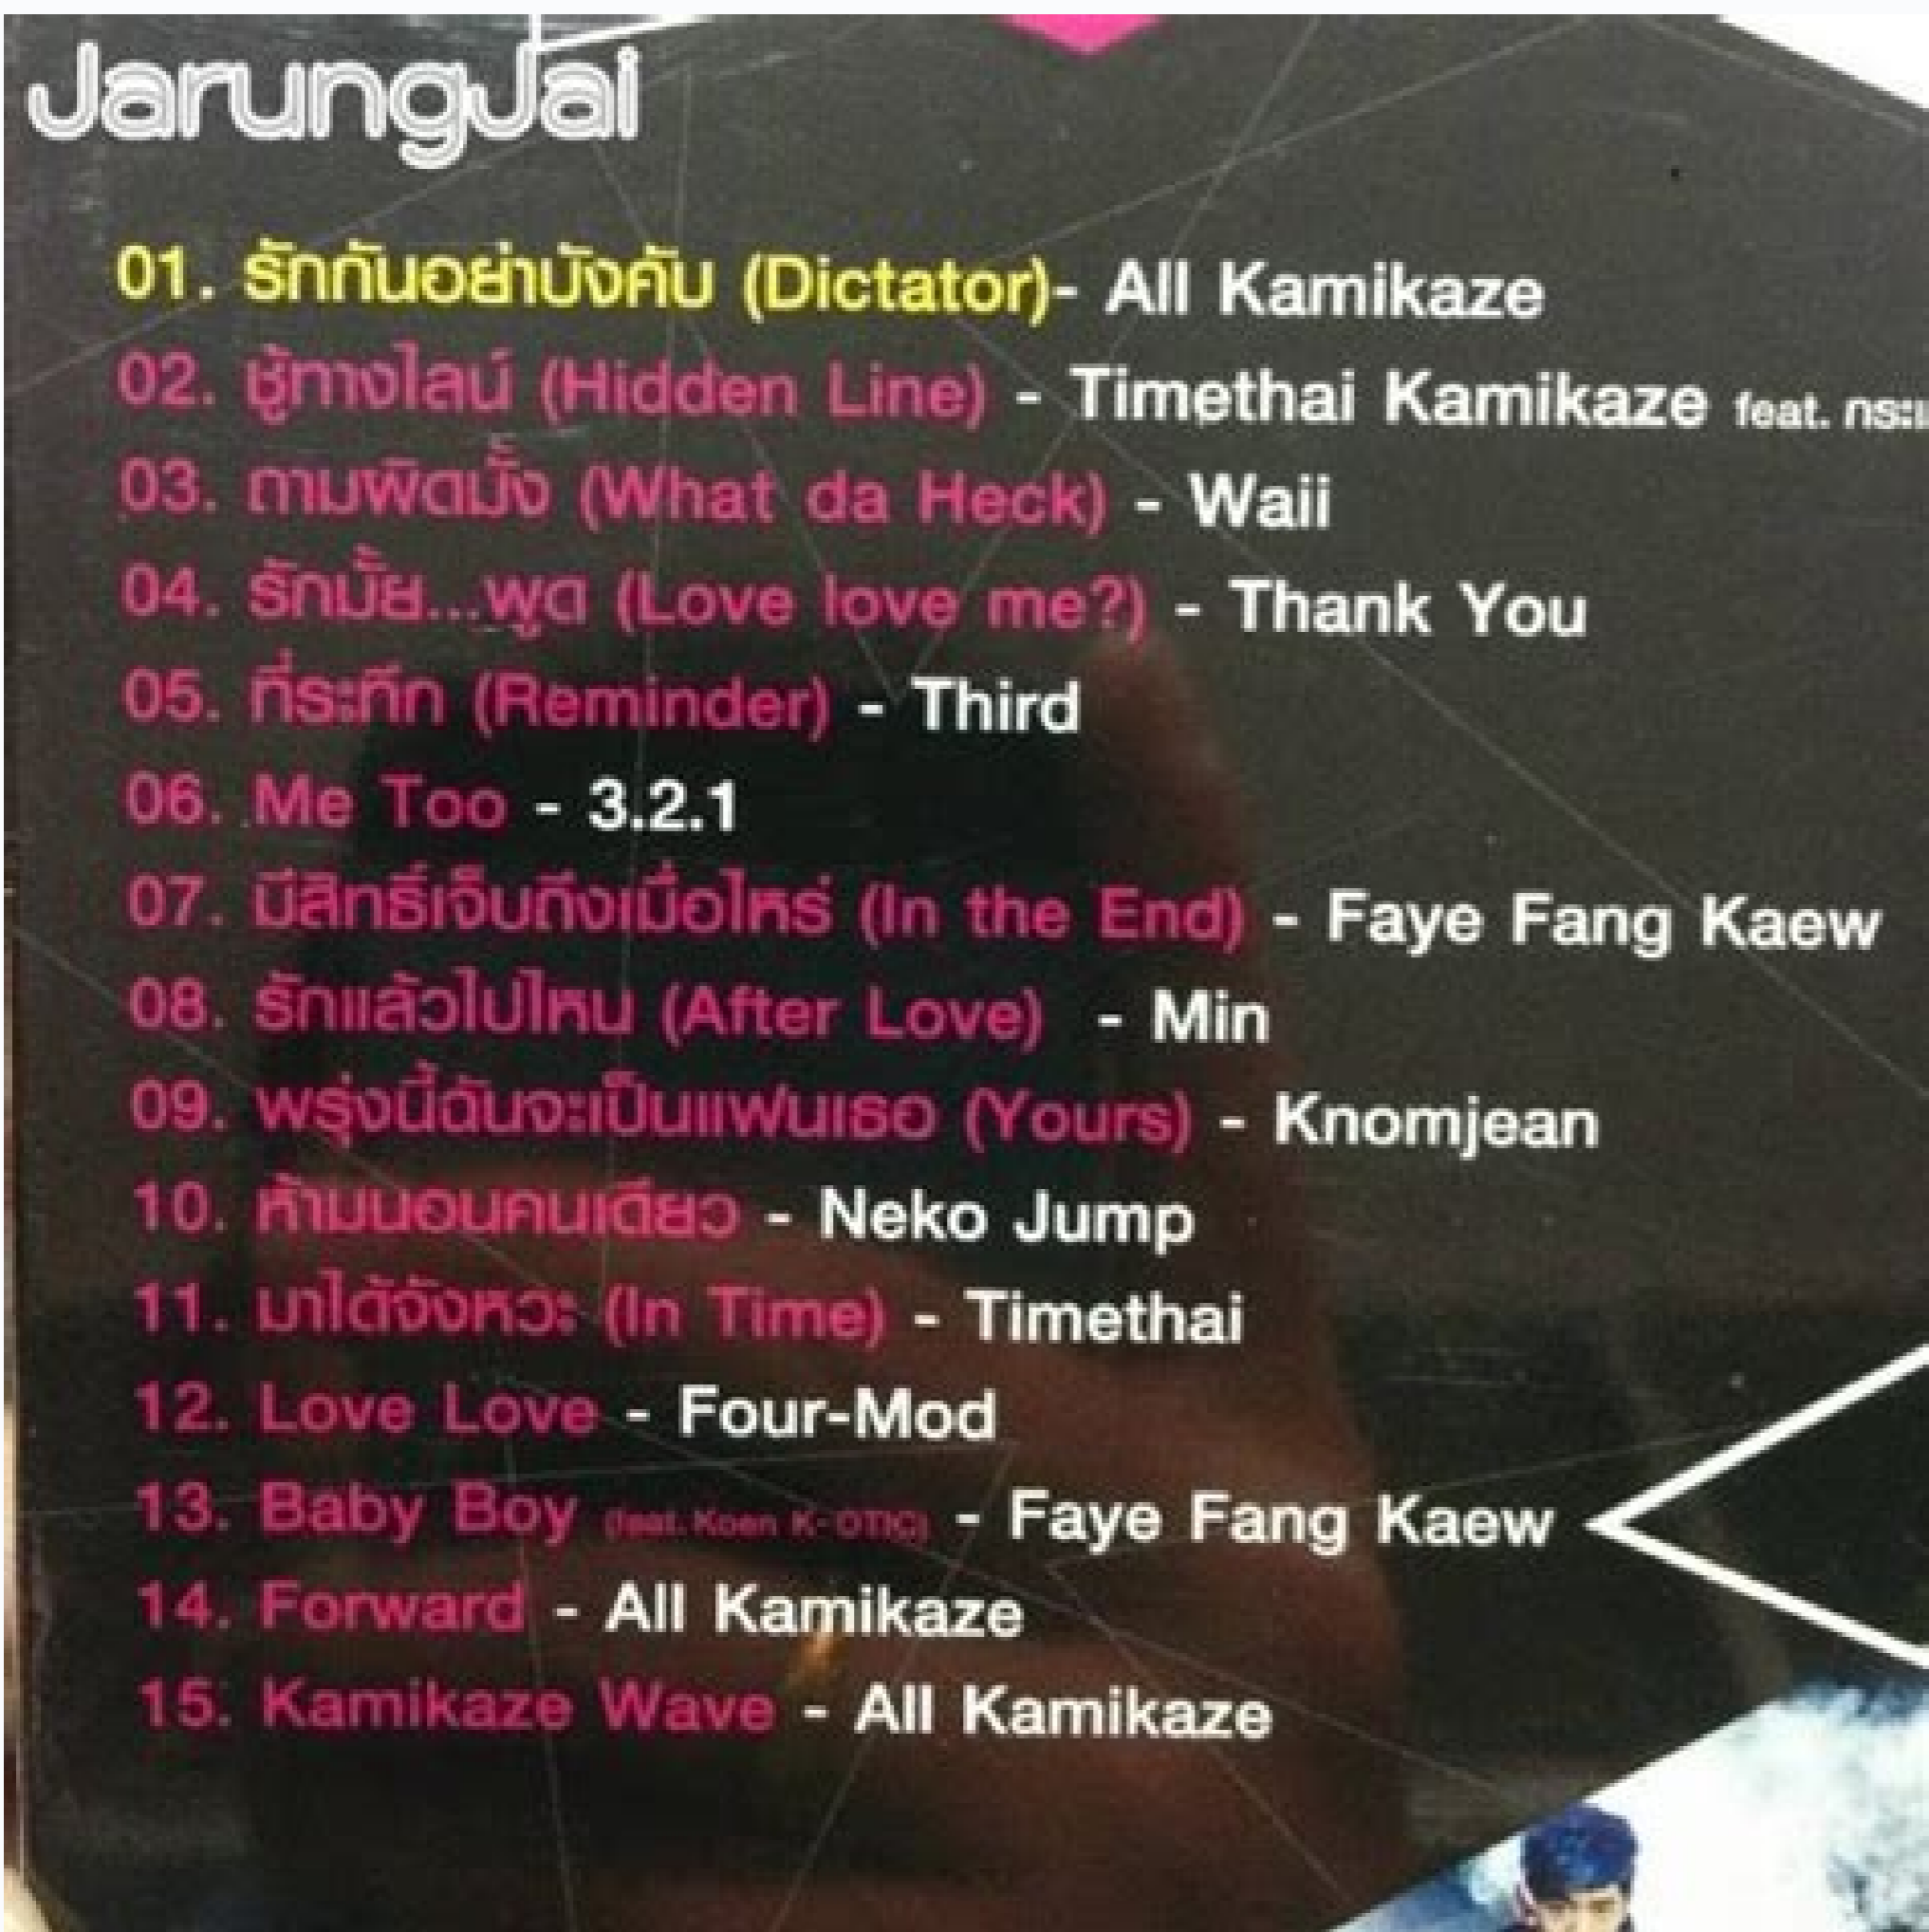 JarungJai
01. รักกันอย่าบังคับ (Dictator)- All Kamikaze
02. ชู้ทางไลน์ (Hidden Line) - Timethai Kamikaze feat.
03. ถามผิดมั้ง (What da Heck) - Waii
04. รักมั้ย...พูด (Love love me?) - Thank You
05. ที่ระทึก (Reminder) - Third
06. Me Too - 3.2.1
07. มีสิทธิ์เจ็บถึงเมื่อไหร่ (In the End) - Faye Fang Kaew
08. รักแล้วไปไหน (After Love) - Min
09. พรุ่งนี้ฉันจะเป็นแฟนเธอ (Yours) - Knomjean
10. ห้ามนอนคนเดียว - Neko Jump
11. มาได้จังหวะ (In Time) - Timethai
12. Love Love - Four-Mod
13. Baby Boy (feat. Koen K-OTIC) - Faye Fang Kaew
14. Forward - All Kamikaze
15. Kamikaze Wave - All Kamikaze